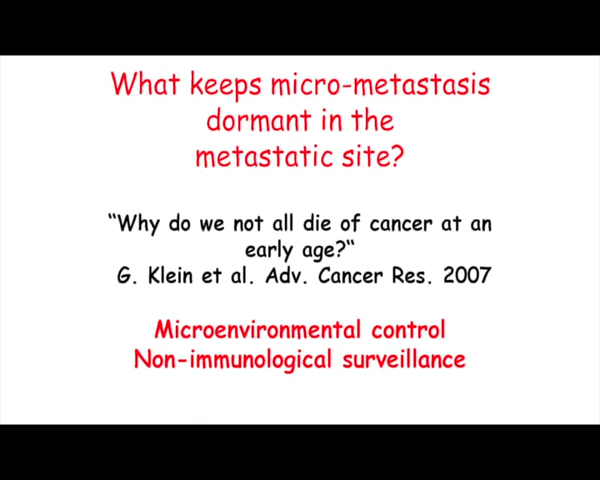 What keeps micro-metastasis
dormant in the
metastatic site?
"Why do we not all die of cancer at an
early age?"
G. Klein et al. Adv. Cancer Res. 2007
Microenvironmental control
Non-immunological surveillance